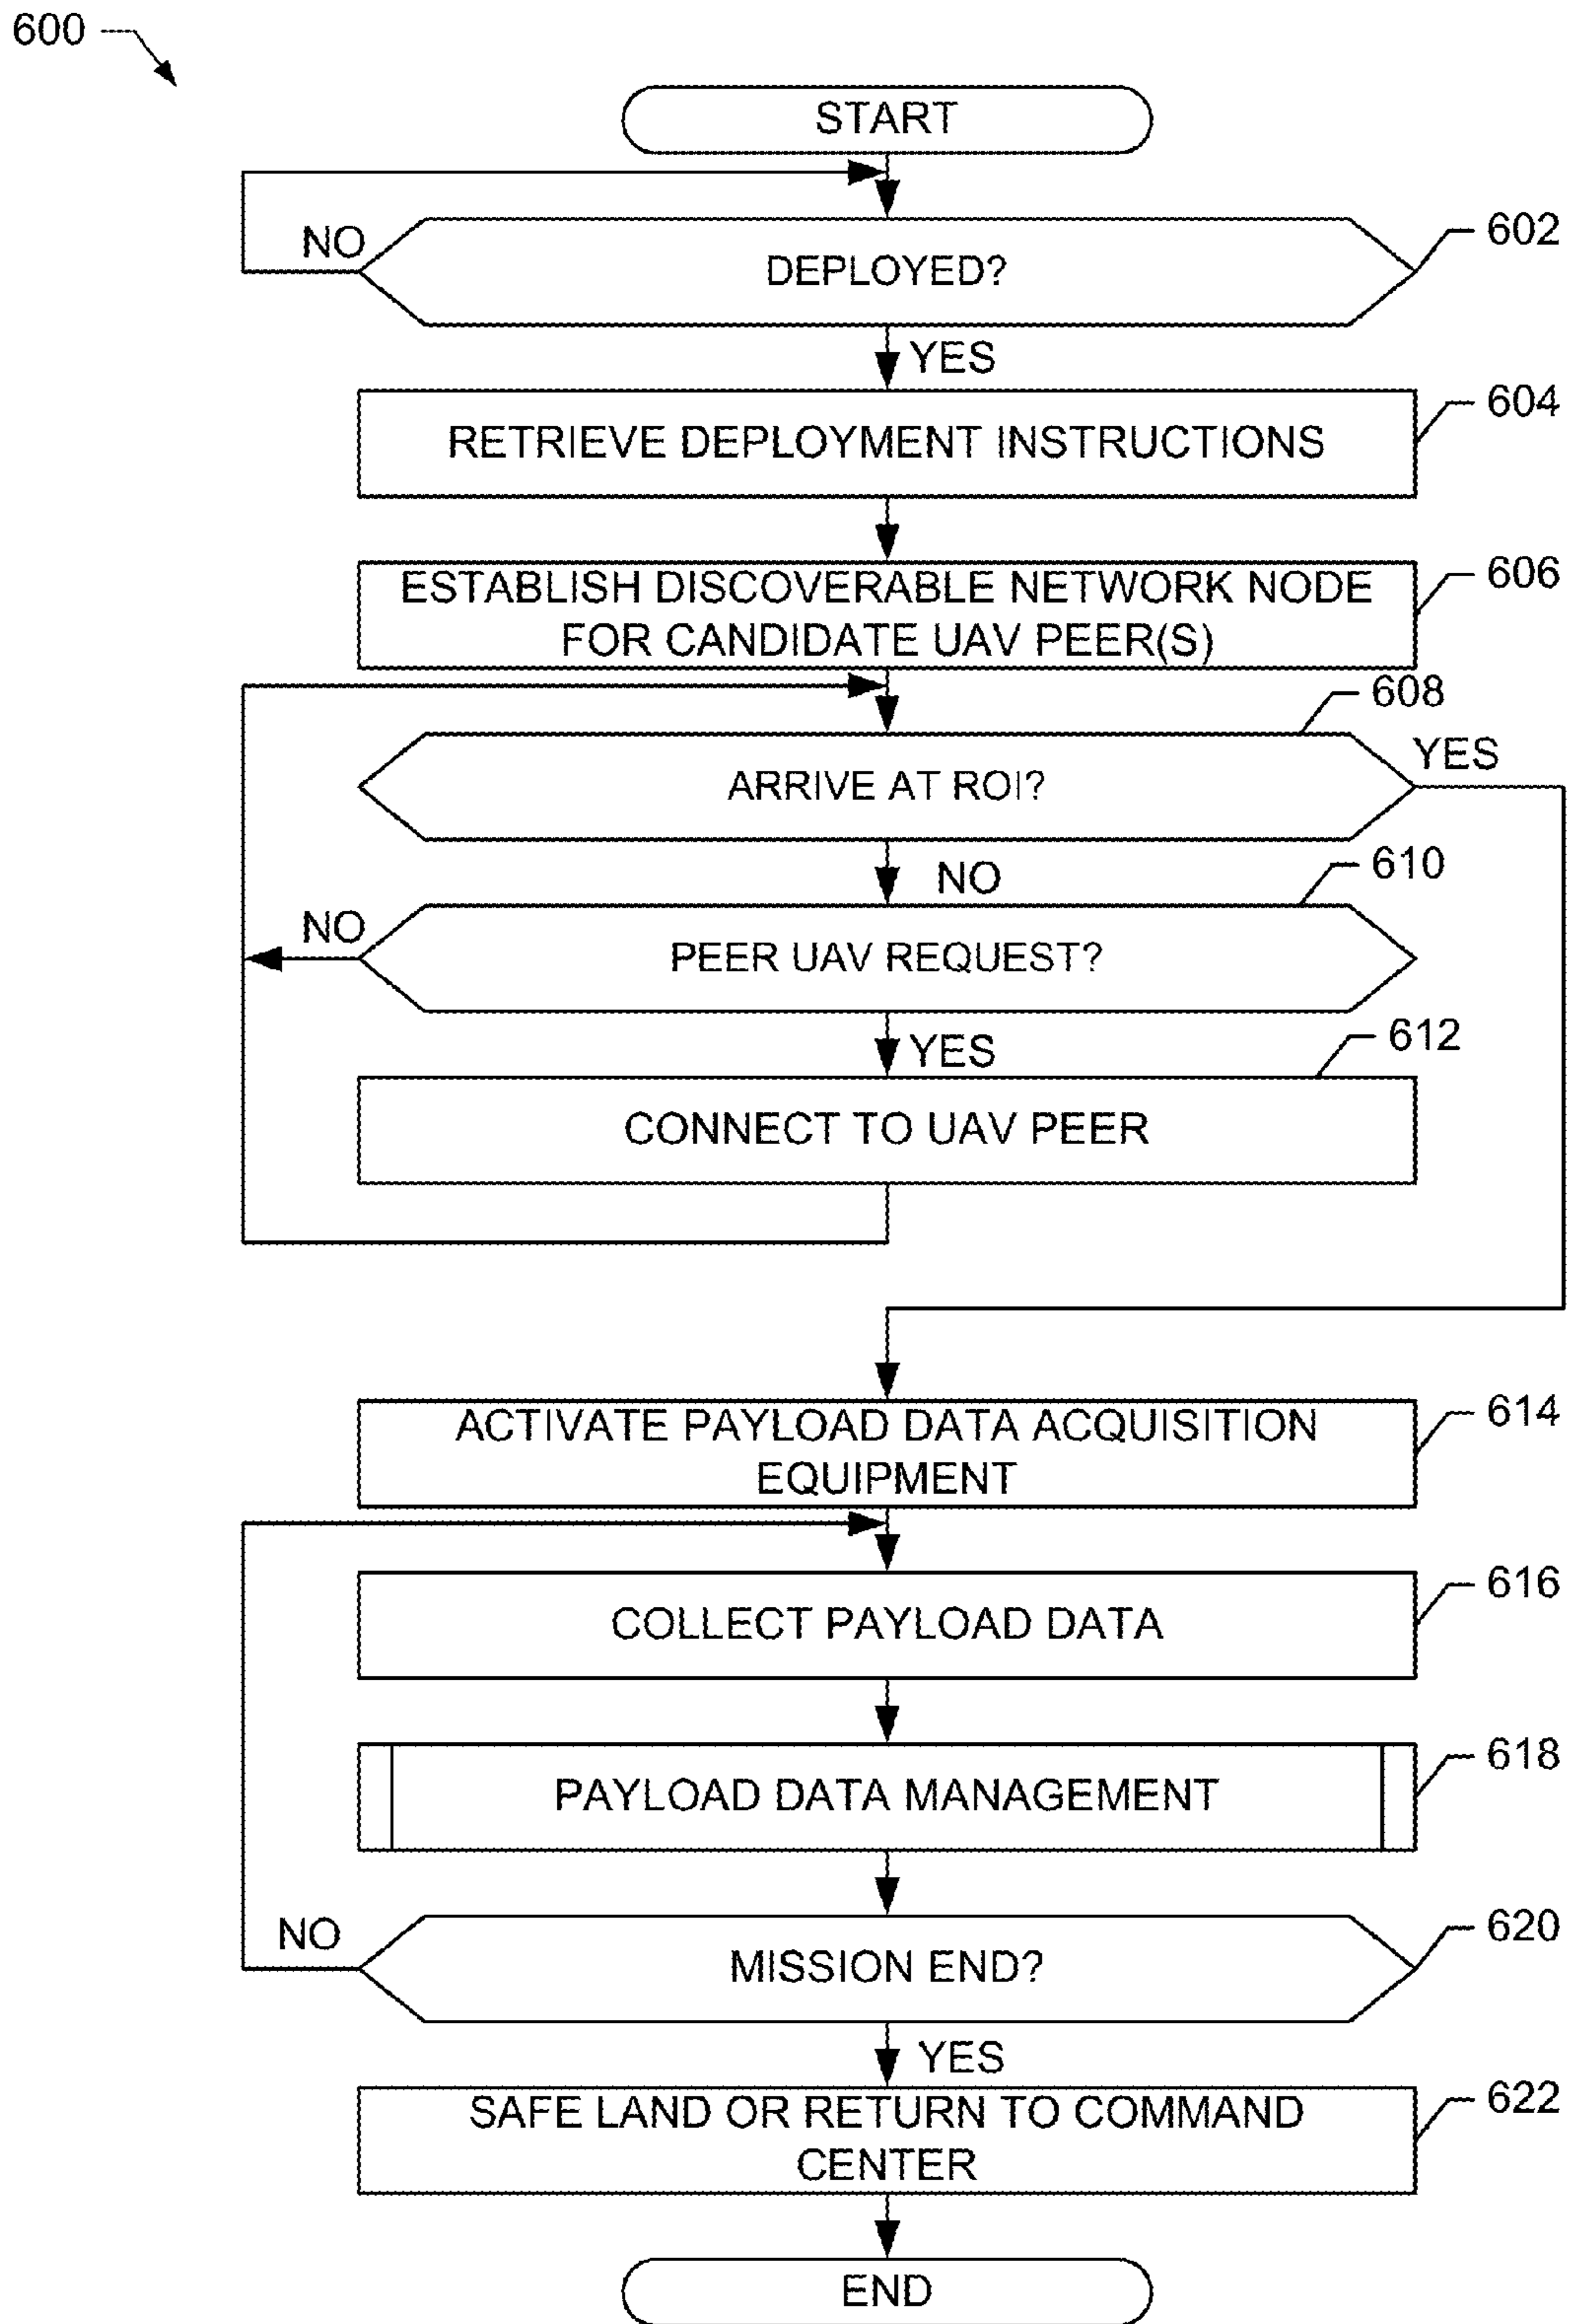 600
START
NO
602
DEPLOYED?
YES
604
RETRIEVE DEPLOYMENT INSTRUCTIONS
606
ESTABLISH DISCOVERABLE NETWORK NODE
FOR CANDIDATE UAV PEER(S)
608
YES
ARRIVE AT ROI?
NO
610
NO
PEER UAV REQUEST?
YES
612
CONNECT TO UAV PEER
614
ACTIVATE PAYLOAD DATA ACQUISITION
EQUIPMENT
616
COLLECT PAYLOAD DATA
618
PAYLOAD DATA MANAGEMENT
NO
620
MISSION END?
YES
622
SAFE LAND OR RETURN TO COMMAND
CENTER
END